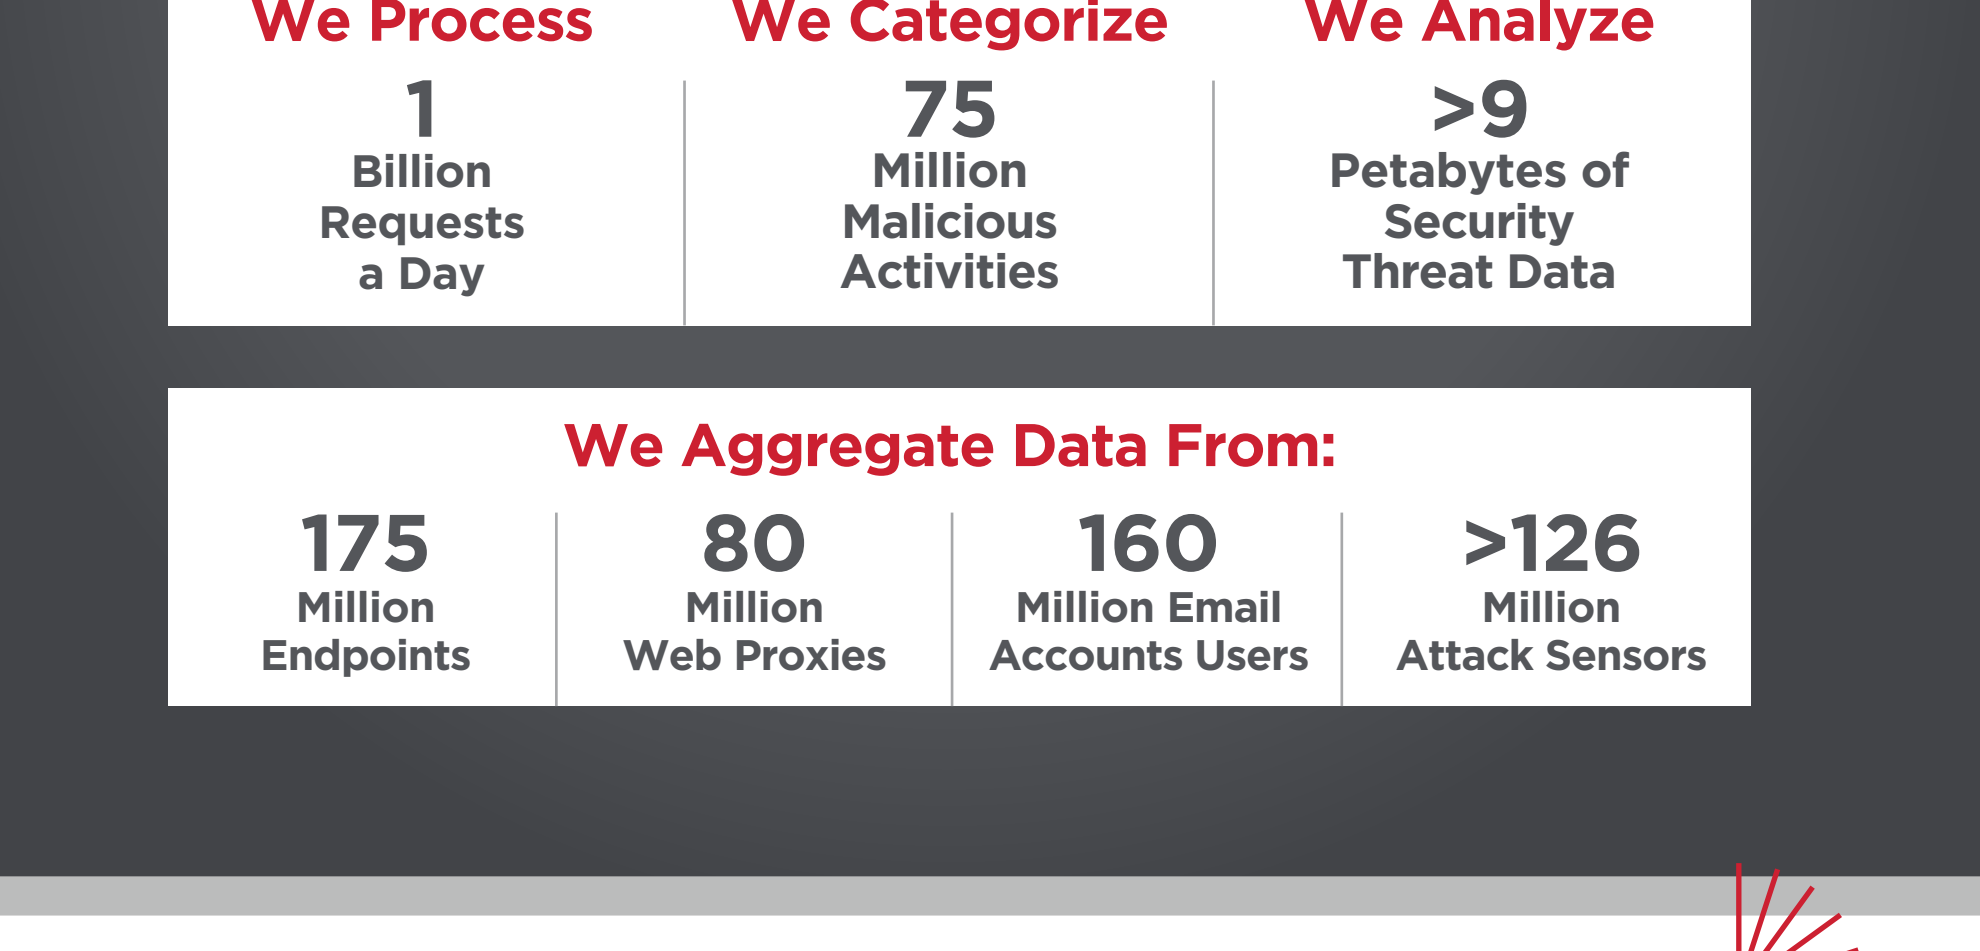 We Process
We Categorize
We Analyze
1
Billion
Requests
a Day
75
Million
Malicious
Activities
>9
Petabytes of
Security
Threat Data
We Aggregate Data From:
175
Million
Endpoints
80
Million
Web Proxies
160
Million Email
Accounts Users
>126
Million
Attack Sensors